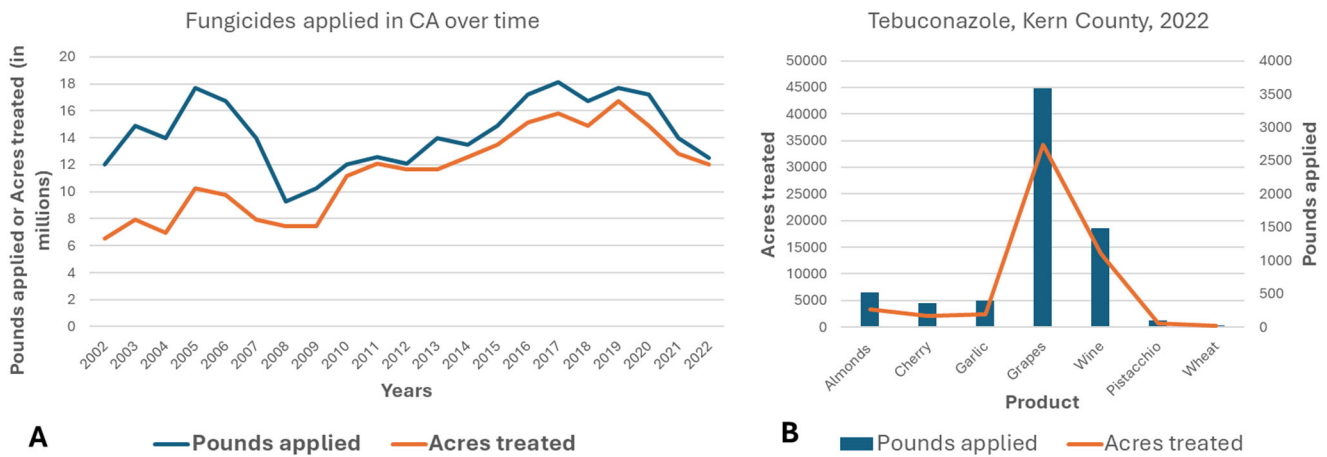 Fungicides applied in CA over time
Pounds applied or Acres treated (in
millions)
20
18
16
14
12
10
8
6
4
2
0
2002
2003
2004
2005
2006
2007
2008
2009
2010
2011
2012
2013
2014
2015
2016
2017
2018
2019
2020
2021
2022
Years
A
Pounds applied
Acres treated
Tebuconazole, Kern County, 2022
Acres treated
50000
45000
40000
35000
30000
25000
20000
15000
10000
5000
0
4000
3500
3000
2500
2000
1500
1000
500
0
Pounds applied
Almonds
Cherry
Garlic
Grapes
Wine
Pistacchio
Wheat
Product
B
Pounds applied
Acres treated